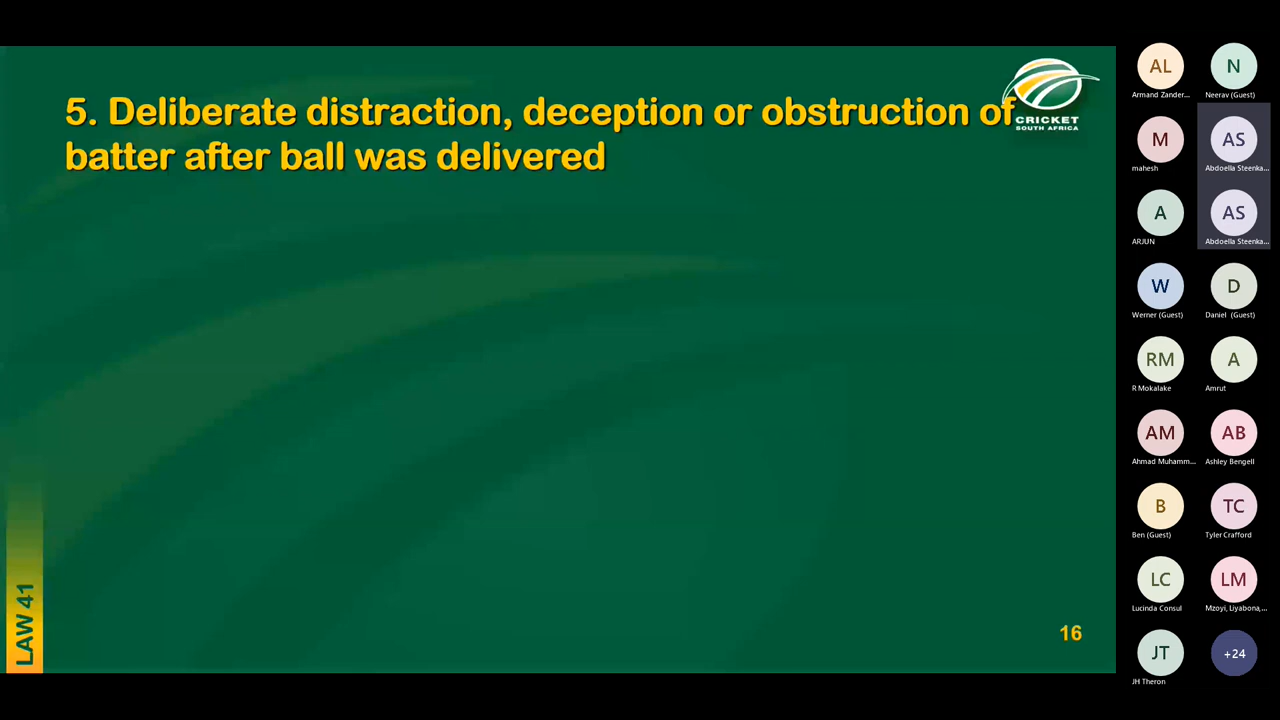 5. Deliberate distraction, deception or obstruction of
batter after ball was delivered
CRICKET
SOUTH AFRICA
LAW 41
16
AL
Armand Zander...
N
Neerav (Guest)
M
mahesh
AS
Abdoella Steenka...
A
ARJUN
AS
Abdoella Steenka...
W
Werner (Guest)
D
Daniel (Guest)
RM
R Mokalake
A
Amrut
AM
Ahmad Muhamm...
AB
Ashley Bengell
B
Ben (Guest)
TC
Tyler Crafford
LC
Lucinda Consul
LM
Mzoyi, Liyabona,...
JT
JH Theron
+24